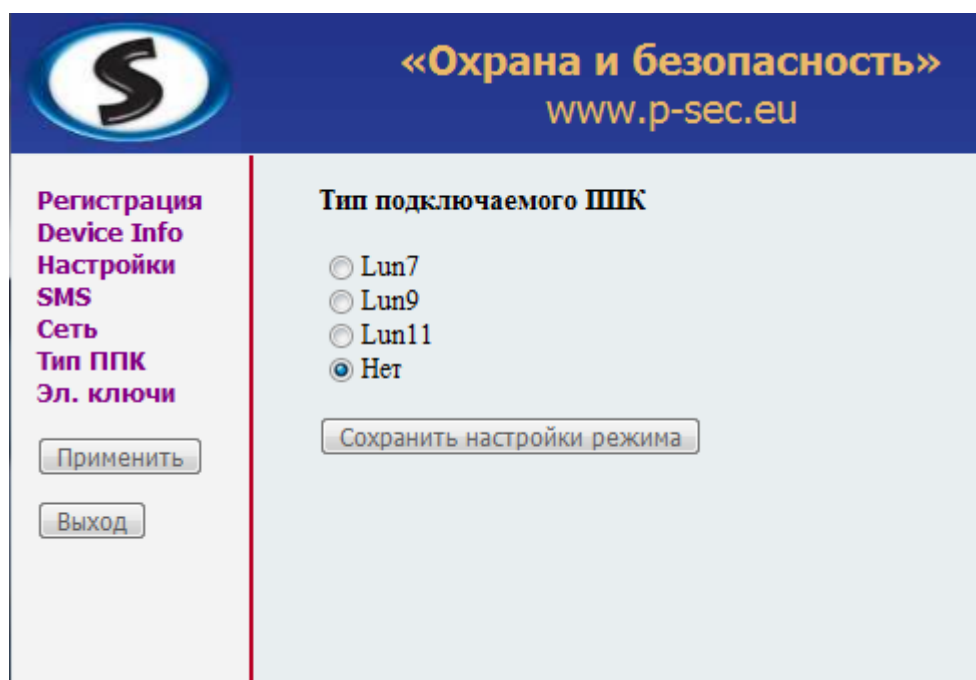 «Охрана и безопасность»
www.p-sec.eu
Регистрация
Device Info
Настройки
SMS
Сеть
Тип ППК
Эл. ключи
Применить
Выход
Тип подключаемого ППК
Lun7
Lun9
Lun11
Нет
Сохранить настройки режима